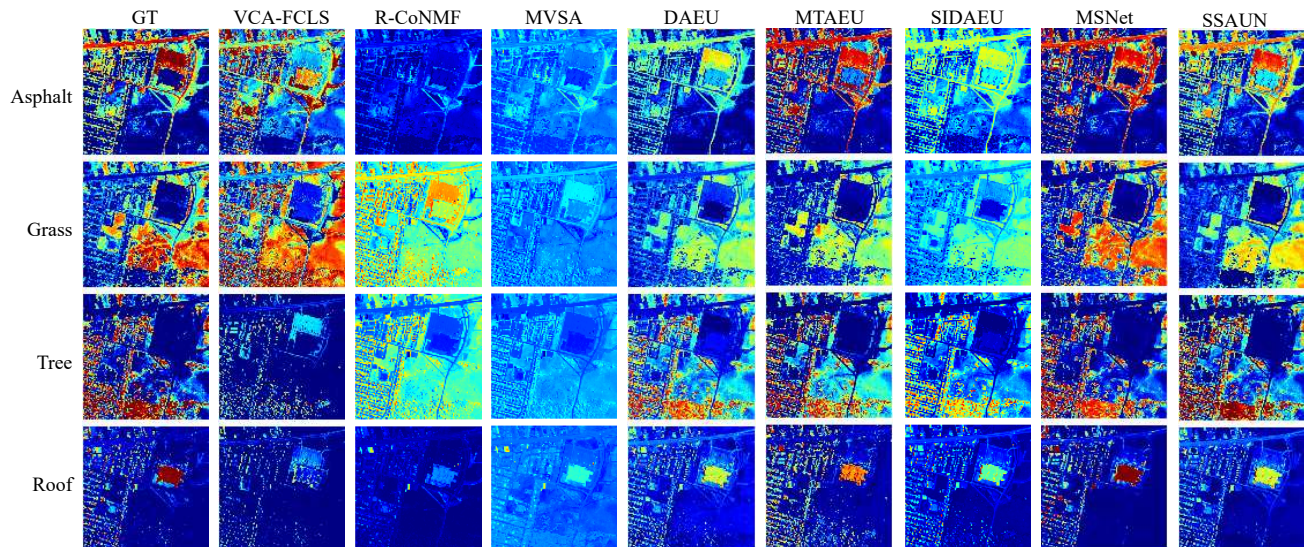 GT VCA-FCLS R-CoNMF MVSA DAEU MTAEU SIDAEU MSNet SSAUN
Asphalt
Grass
Tree
Roof